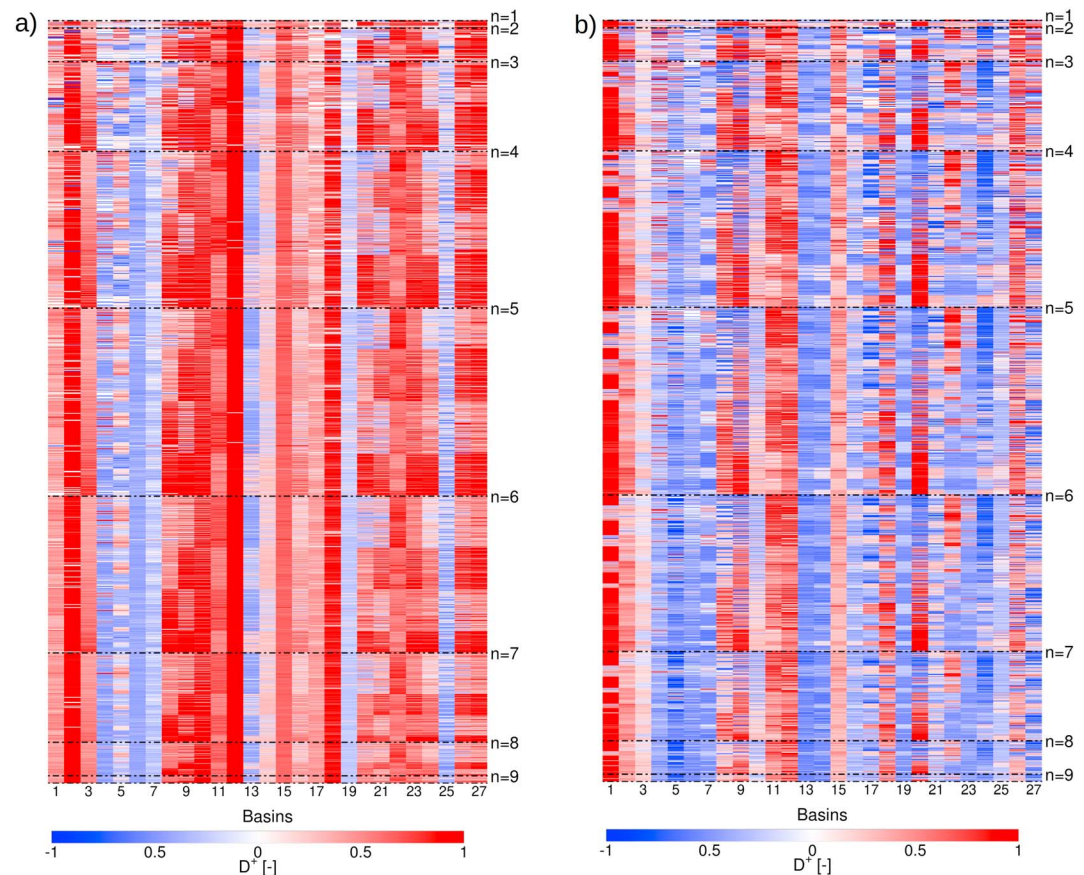 a)
n=1
n=2
n=3
n=4
n=5
n=6
n=7
n=8
n=9
1 3 5 7 9 11 13 15 17 19 21 23 25 27
Basins
-1 0.5 0 0.5 1
D+ [-]
b)
n=1
n=2
n=3
n=4
n=5
n=6
n=7
n=8
n=9
1 3 5 7 9 11 13 15 17 19 21 23 25 27
Basins
-1 0.5 0 0.5 1
D+ [-]